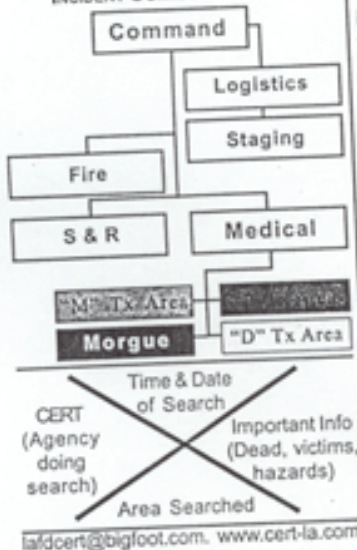 INCIDENT
Command
Logistics
Staging
Fire
S & R
Medical
"M" Tx Area
Morgue
"D" Tx Area
Time & Date
of Search
CERT
(Agency
doing
search)
Important Info
(Dead, victims,
hazards)
Area Searched
lafdcert@bigfoot.com, www.cert-la.com